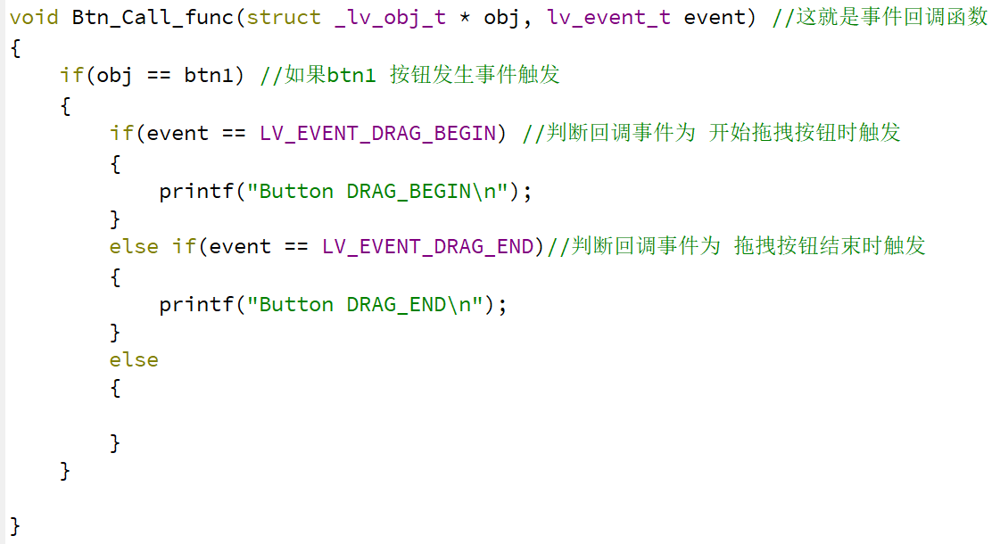 void Btn_Call_func(struct _lv_obj_t * obj, lv_event_t event) //这就是事件回调函数
{
    if(obj == btn1) //如果btn1 按钮发生事件触发
    {
        if(event == LV_EVENT_DRAG_BEGIN) //判断回调事件为 开始拖拽按钮时触发
        {
            printf("Button DRAG_BEGIN\n");
        }
        else if(event == LV_EVENT_DRAG_END)//判断回调事件为 拖拽按钮结束时触发
        {
            printf("Button DRAG_END\n");
        }
        else
        {

        }
    }

}